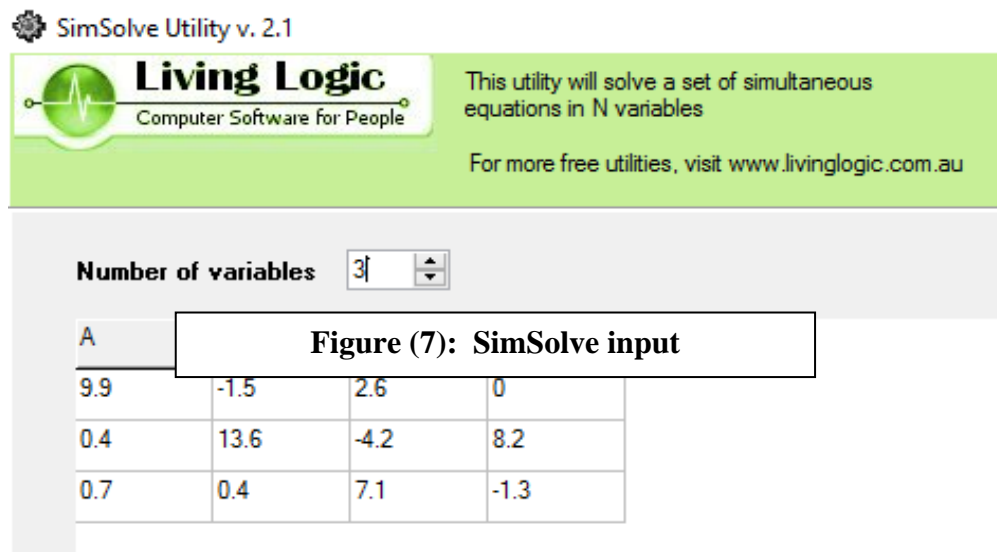 SimSolve Utility v. 2.1
Living Logic
Computer Software for People
This utility will solve a set of simultaneous
equations in N variables
For more free utilities, visit www.livinglogic.com.au
Number of variables 3
A
Figure (7): SimSolve input
9.9 -1.5 2.6 0
0.4 13.6 -4.2 8.2
0.7 0.4 7.1 -1.3